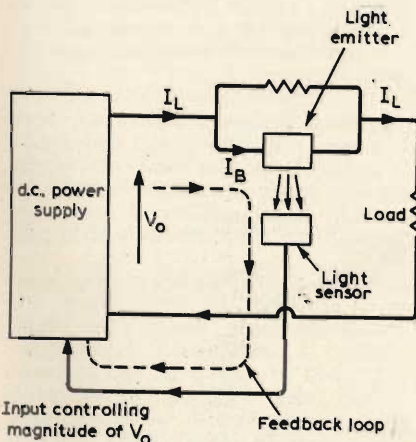 Light
emitter
I_L
I_L
I_B
d.c. power
supply
V_o
Load
Light
sensor
Input controlling
magnitude of V_o
Feedback loop